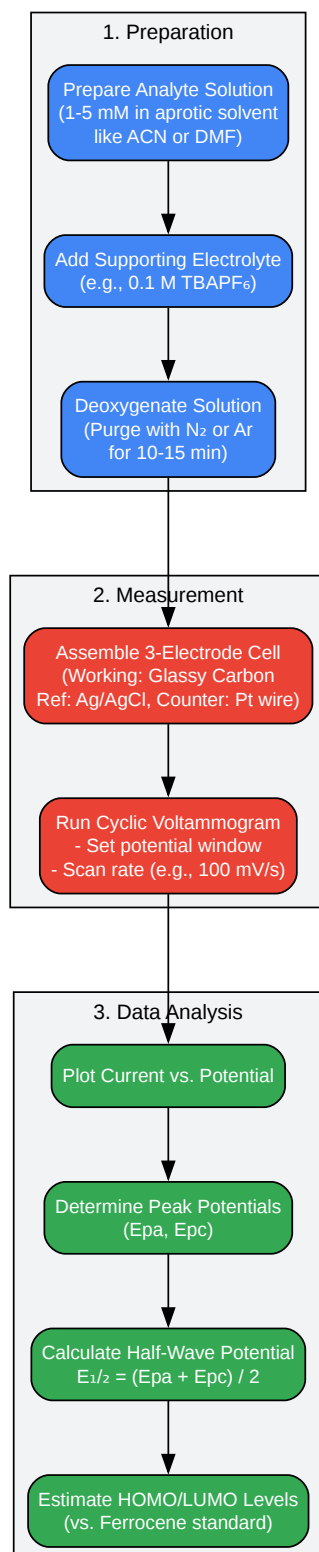 1. Preparation
Prepare Analyte Solution
(1-5 mM in aprotic solvent
like ACN or DMF)
Add Supporting Electrolyte
(e.g., 0.1 M TBAPF₆)
Deoxygenate Solution
(Purge with N₂ or Ar
for 10-15 min)
2. Measurement
Assemble 3-Electrode Cell
(Working: Glassy Carbon
Ref: Ag/AgCl, Counter: Pt wire)
Run Cyclic Voltammogram
- Set potential window
- Scan rate (e.g., 100 mV/s)
3. Data Analysis
Plot Current vs. Potential
Determine Peak Potentials
(Epa, Epc)
Calculate Half-Wave Potential
E₁/₂ = (Epa + Epc) / 2
Estimate HOMO/LUMO Levels
(vs. Ferrocene standard)